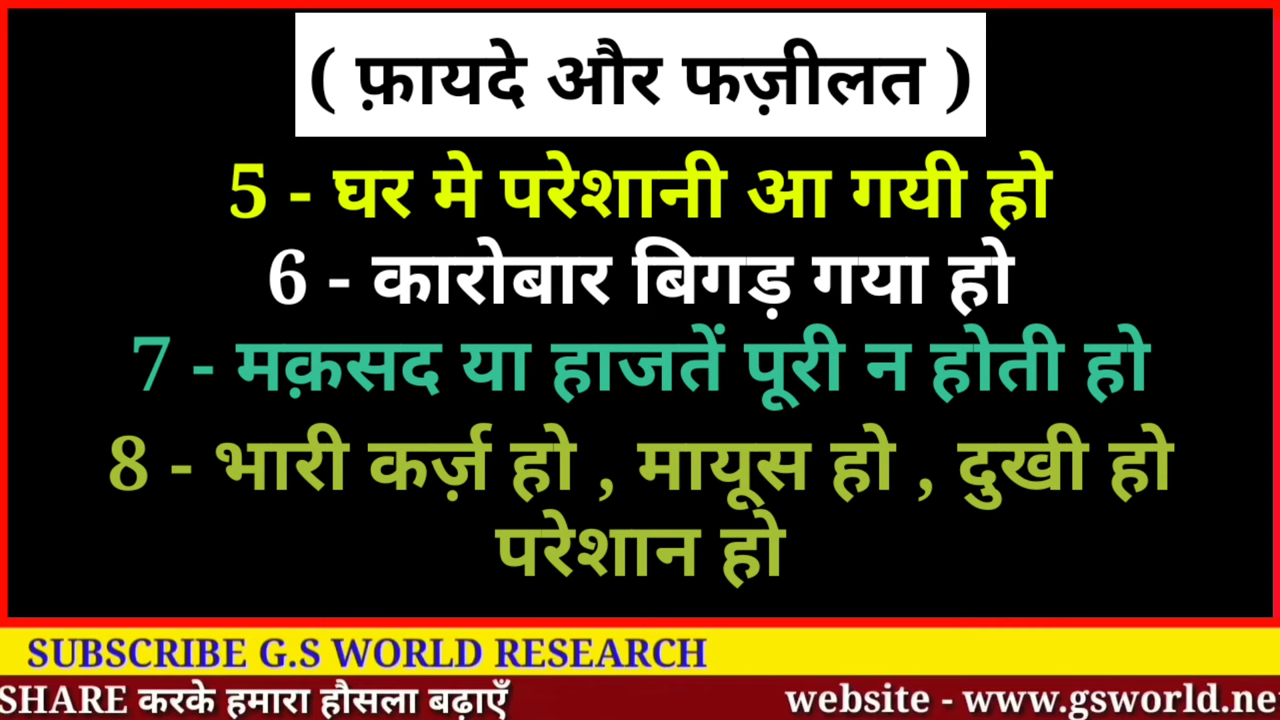 ( फ़ायदे और फज़ीलत )
5 - घर मे परेशानी आ गयी हो
6 - कारोबार बिगड़ गया हो
7 - मक़सद या हाजतें पूरी न होती हो
8 - भारी कर्ज़ हो , मायूस हो , दुखी हो
परेशान हो
SUBSCRIBE G.S WORLD RESEARCH
SHARE करके हमारा हौसला बढ़ाएँ website - www.gsworld.ne